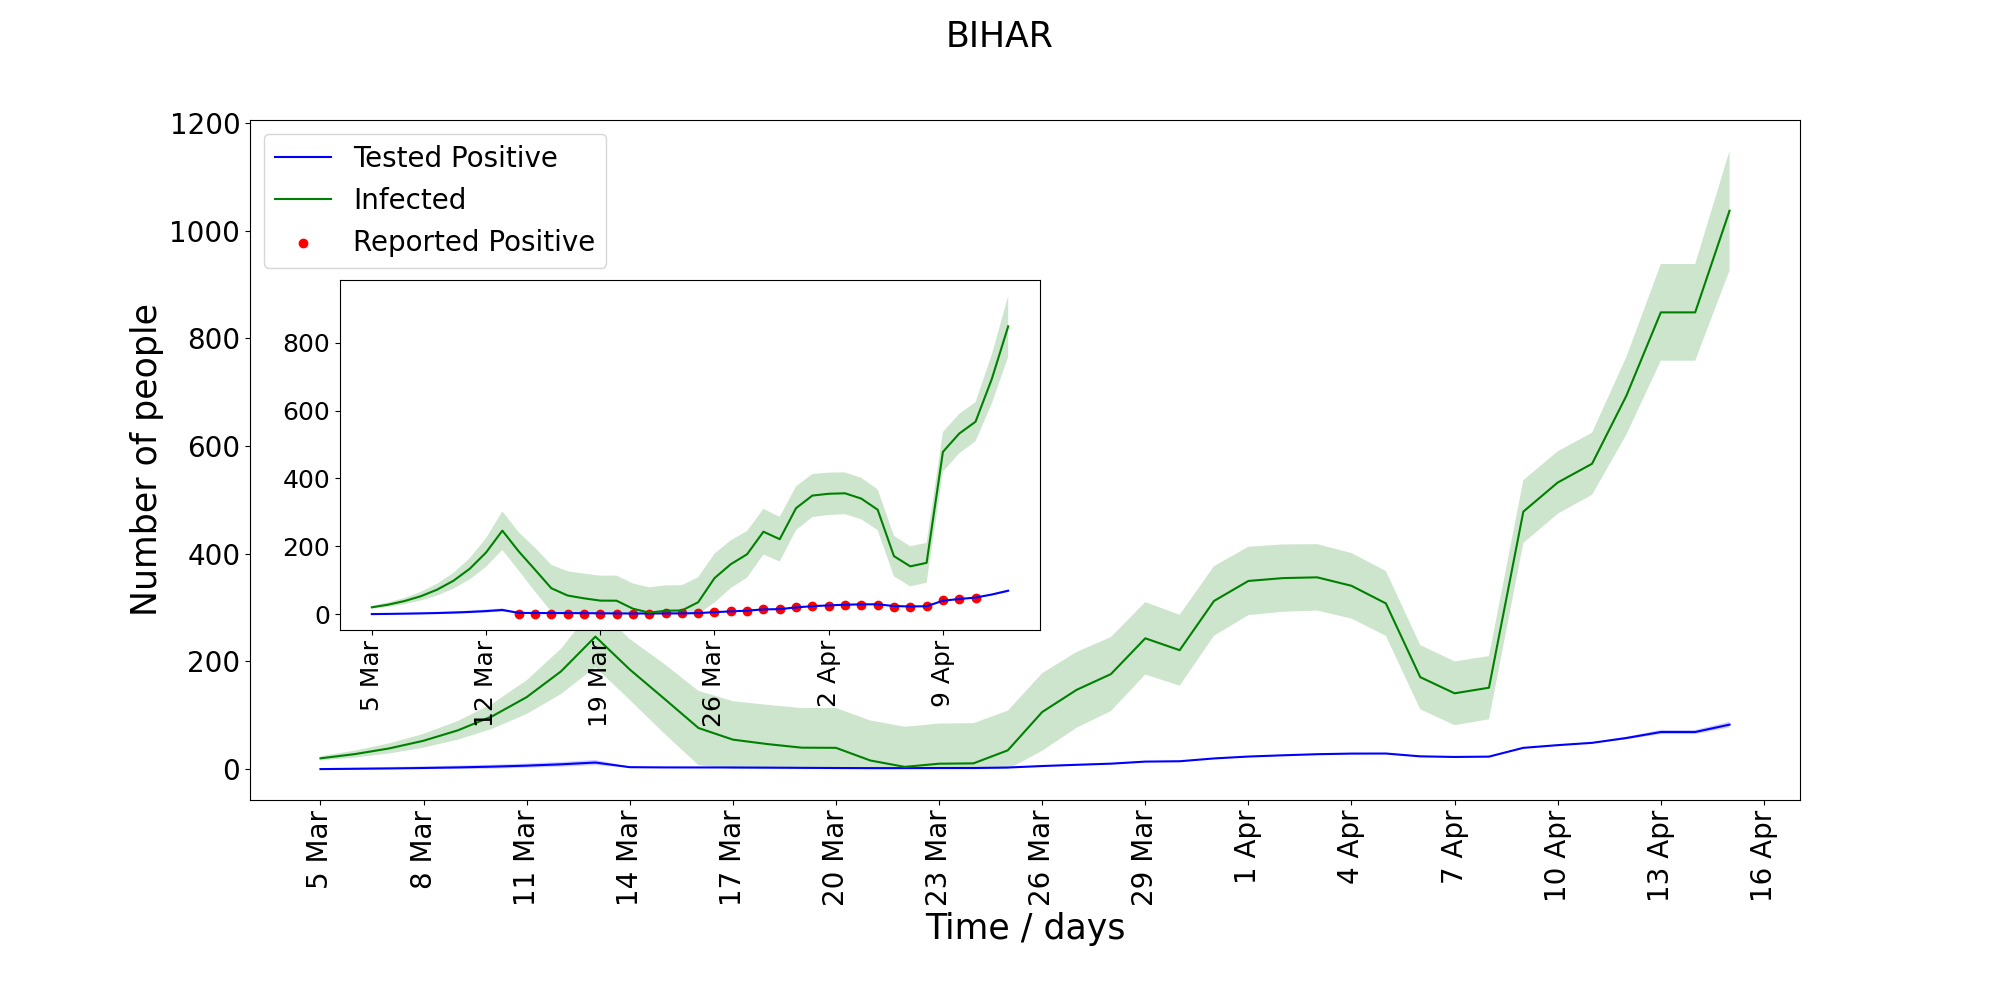 BIHAR
1200
1000
800
600
400
200
0
Number of people
Tested Positive
Infected
Reported Positive
800
600
400
200
0
5 Mar
12 Mar
19 Mar
26 Mar
2 Apr
9 Apr
5 Mar
8 Mar
11 Mar
14 Mar
17 Mar
20 Mar
23 Mar
26 Mar
29 Mar
1 Apr
4 Apr
7 Apr
10 Apr
13 Apr
16 Apr
Time / days